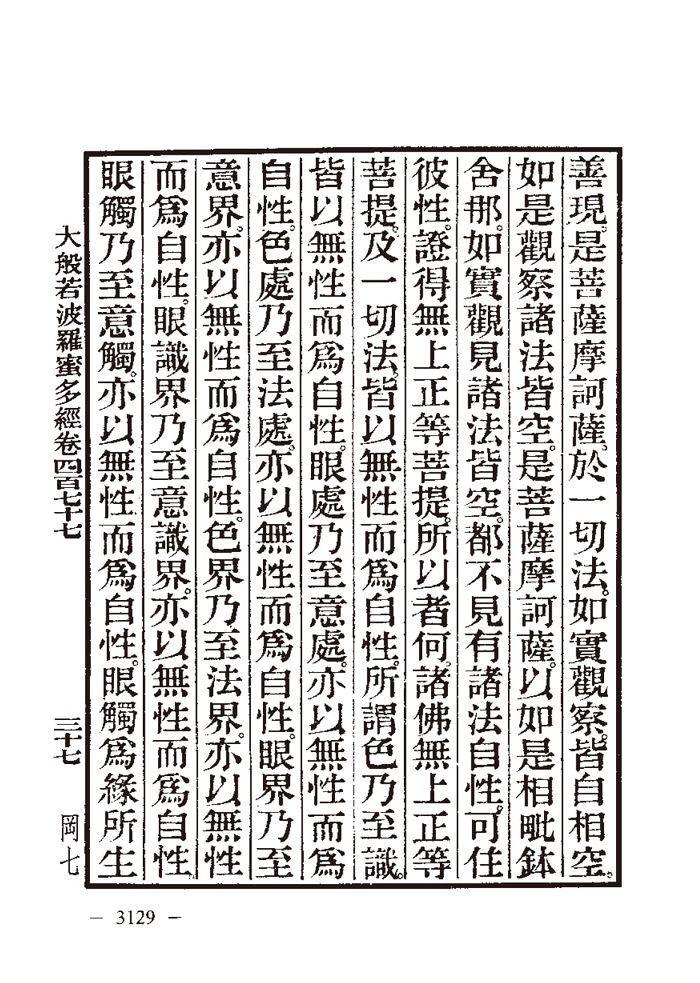 善現。是菩薩摩訶薩。於一切法。如實觀察。皆自相空。
如是觀察諸法皆空。是菩薩摩訶薩。以如是相毗鉢
舍那。如實觀見諸法皆空。都不見有諸法自性。可住
彼性。證得無上正等菩提。所以者何。諸佛無上正等
菩提。及一切法。皆以無性而爲自性。所謂色乃至識。
皆以無性而爲自性。眼處乃至意處。亦以無性而爲
自性。色處乃至法處。亦以無性而爲自性。眼界乃至
意界。亦以無性而爲自性。色界乃至法界。亦以無性
而爲自性。眼識界乃至意識界。亦以無性而爲自性。
眼觸乃至意觸。亦以無性而爲自性。眼觸爲緣所生
大般若波羅蜜多經卷四百七十七 三十七 岡七
— 3129 —